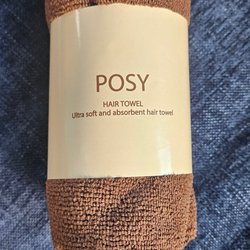 POSY
HAIR TOWEL
Ultra soft and absorbent hair towel